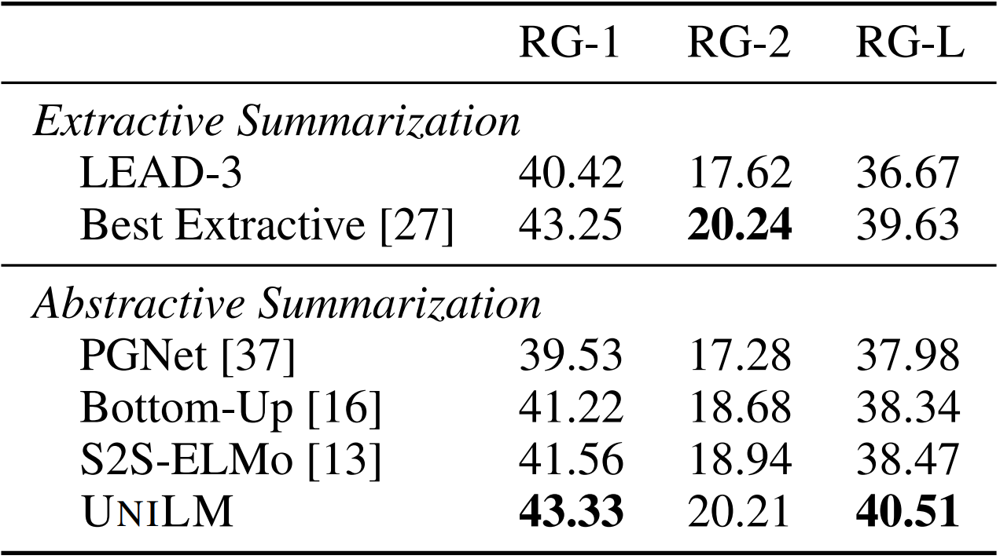 RG-1 RG-2 RG-L
Extractive Summarization
LEAD-3 40.42 17.62 36.67
Best Extractive [27] 43.25 20.24 39.63
Abstractive Summarization
PGNet [37] 39.53 17.28 37.98
Bottom-Up [16] 41.22 18.68 38.34
S2S-ELMo [13] 41.56 18.94 38.47
UNILM 43.33 20.21 40.51